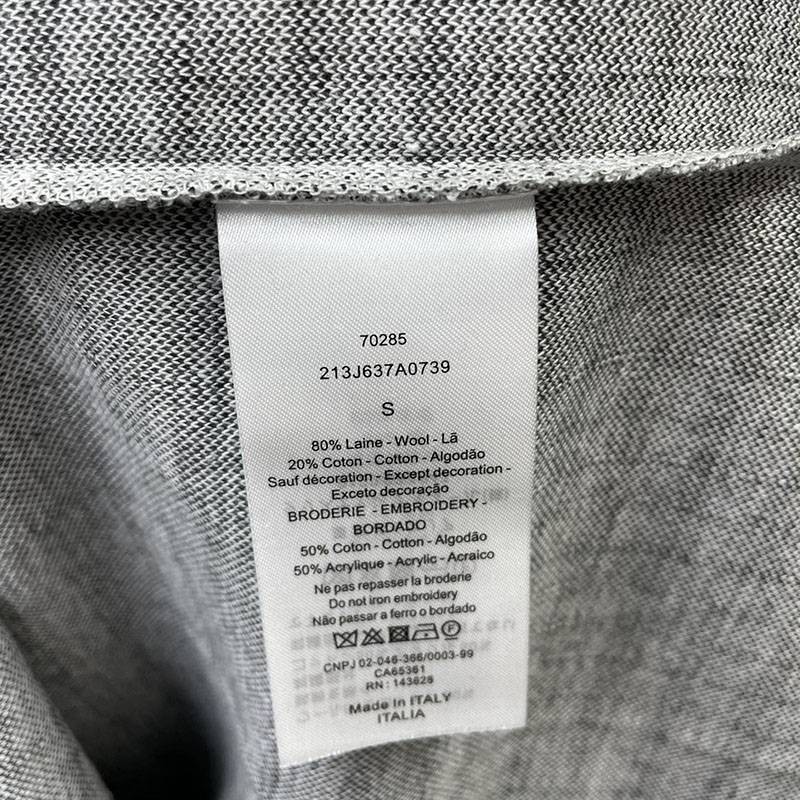 70285
213J637A0739
S
80% Laine - Wool - Lã
20% Coton - Cotton - Algodão
Sauf décoration - Except decoration -
Exceto decoração
BRODERIE - EMBROIDERY -
BORDADO
50% Coton - Cotton - Algodão
50% Acrylique - Acrylic - Acraico
Ne pas repasser la broderie
Do not iron embroidery
Não passar a ferro o bordado
F
CNPJ 02-046-366/0003-99
CA65361
RN : 143628
Made in ITALY
ITALIA